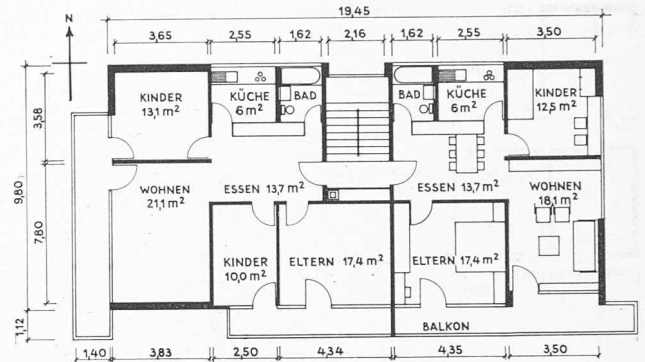 19,45
N
3,65 2,55 1,62 2,16 1,62 2,55 3,50
KINDER
13,1 m²
KÜCHE
6 m²
BAD
BAD
KÜCHE
6 m²
KINDER
12,5 m²
3,58
9,80
7,80
1,12
WOHNEN
21,1 m²
ESSEN 13,7 m²
ESSEN 13,7 m²
WOHNEN
18,1 m²
KINDER
10,0 m²
ELTERN 17,4 m²
ELTERN 17,4 m²
BALKON
1,40 3,83 2,50 4,34 4,35 3,50